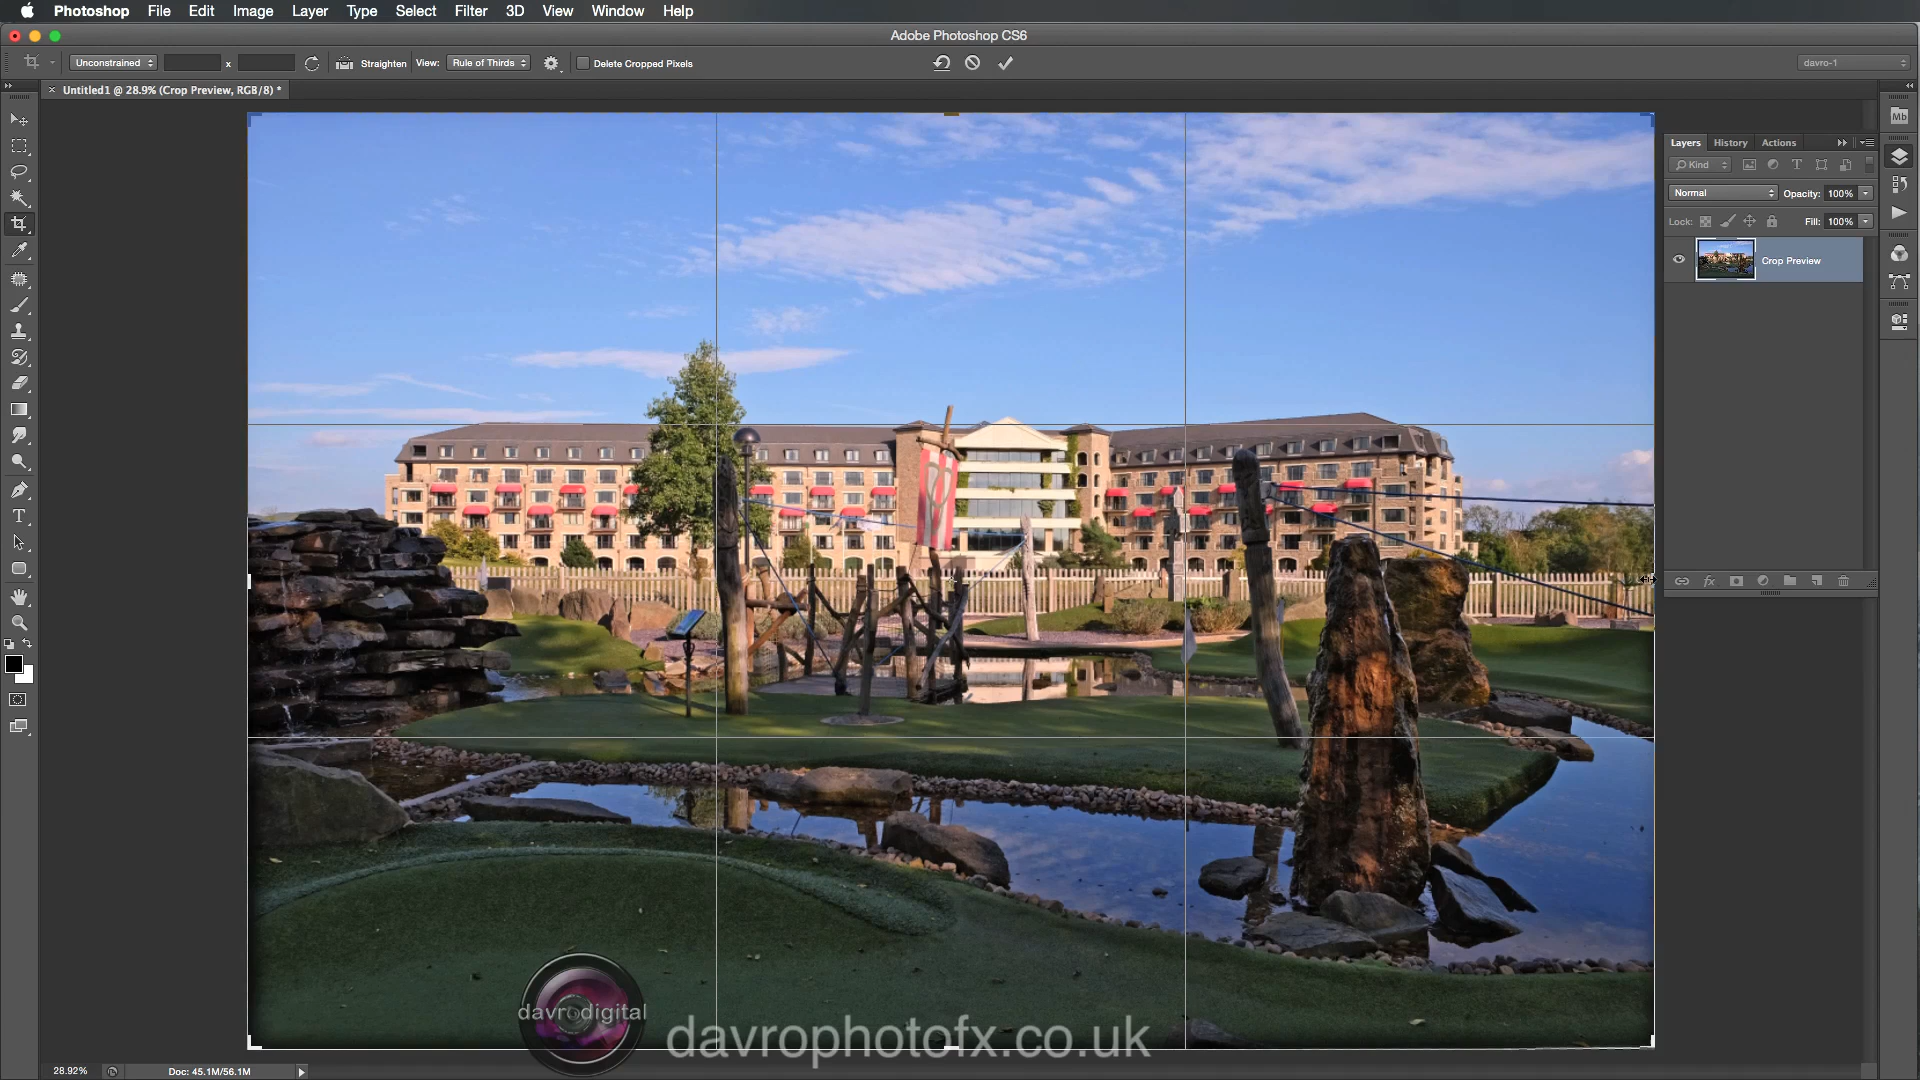 Photoshop File Edit Image Layer Type Select Filter 3D View Window Help
Adobe Photoshop CS6
Unconstrained x Straighten View: Rule of Thirds Delete Cropped Pixels davro-1
× Untitled1 @ 28.9% (Crop Preview, RGB/8) *
Mb
Layers History Actions
Kind
Normal Opacity: 100%
Lock: Fill: 100%
Crop Preview
davrodigital
davrophotofx.co.uk
28.92% Doc: 45.1M/56.1M